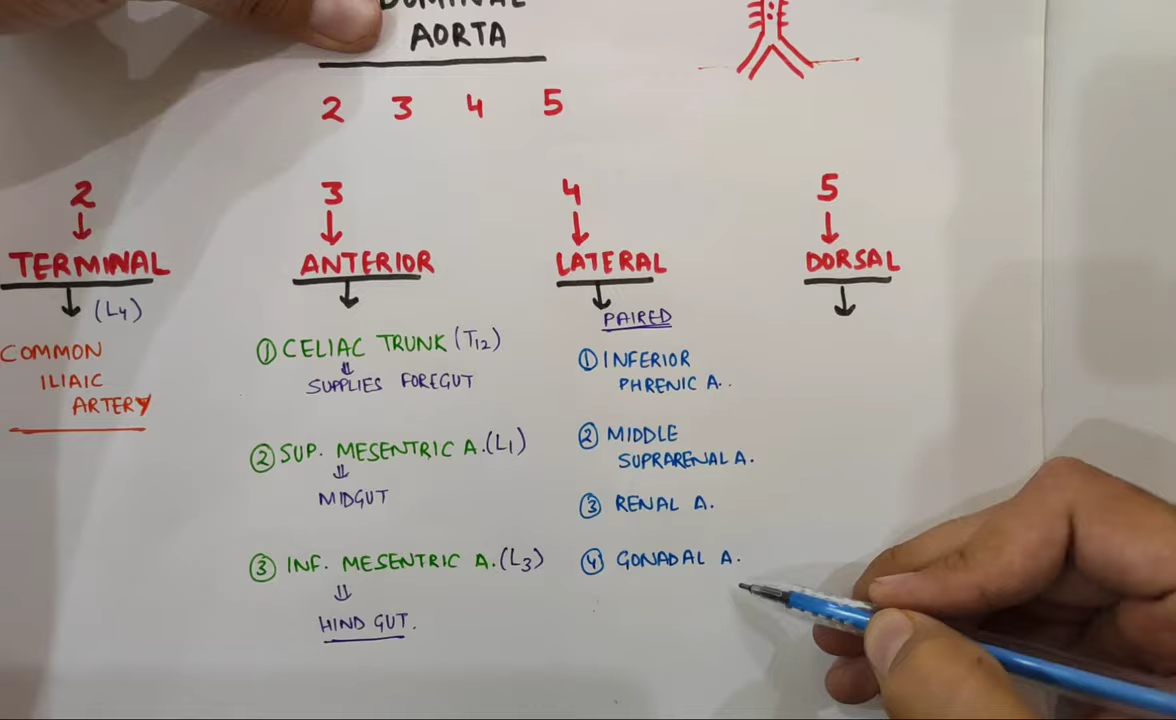 AORTA
2 3 4 5
2
TERMINAL
(L4)
COMMON
ILIAIC
ARTERY
3
ANTERIOR
① CELIAC TRUNK (T12)
SUPPLIES FOREGUT
② SUP. MESENTRIC A. (L1)
MIDGUT
③ INF. MESENTRIC A. (L3)
HIND GUT.
4
LATERAL
PAIRED
① INFERIOR
PHRENIC A..
② MIDDLE
SUPRARENAL A.
③ RENAL A.
④ GONADAL A.
5
DORSAL